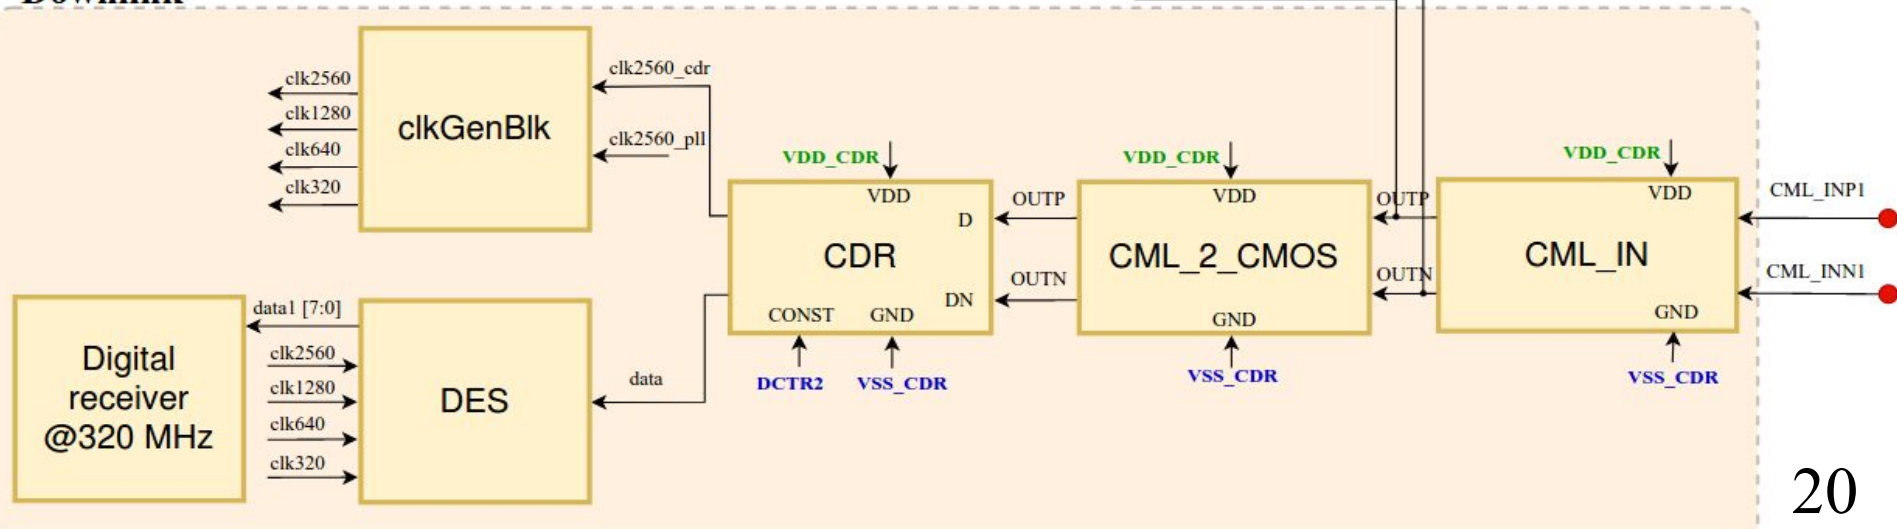 Downlink
clkGenBlk
clk2560
clk1280
clk640
clk320
clk2560_cdr
clk2560_pll
VDD_CDR
VDD
D
CDR
DN
CONST
GND
DCTR2
VSS_CDR
OUTP
OUTN
VDD_CDR
VDD
CML_2_CMOS
GND
VSS_CDR
OUTP
OUTN
VDD_CDR
VDD
CML_IN
GND
VSS_CDR
CML_INP1
CML_INN1
Digital
receiver
@320 MHz
data1 [7:0]
clk2560
clk1280
clk640
clk320
DES
data
20